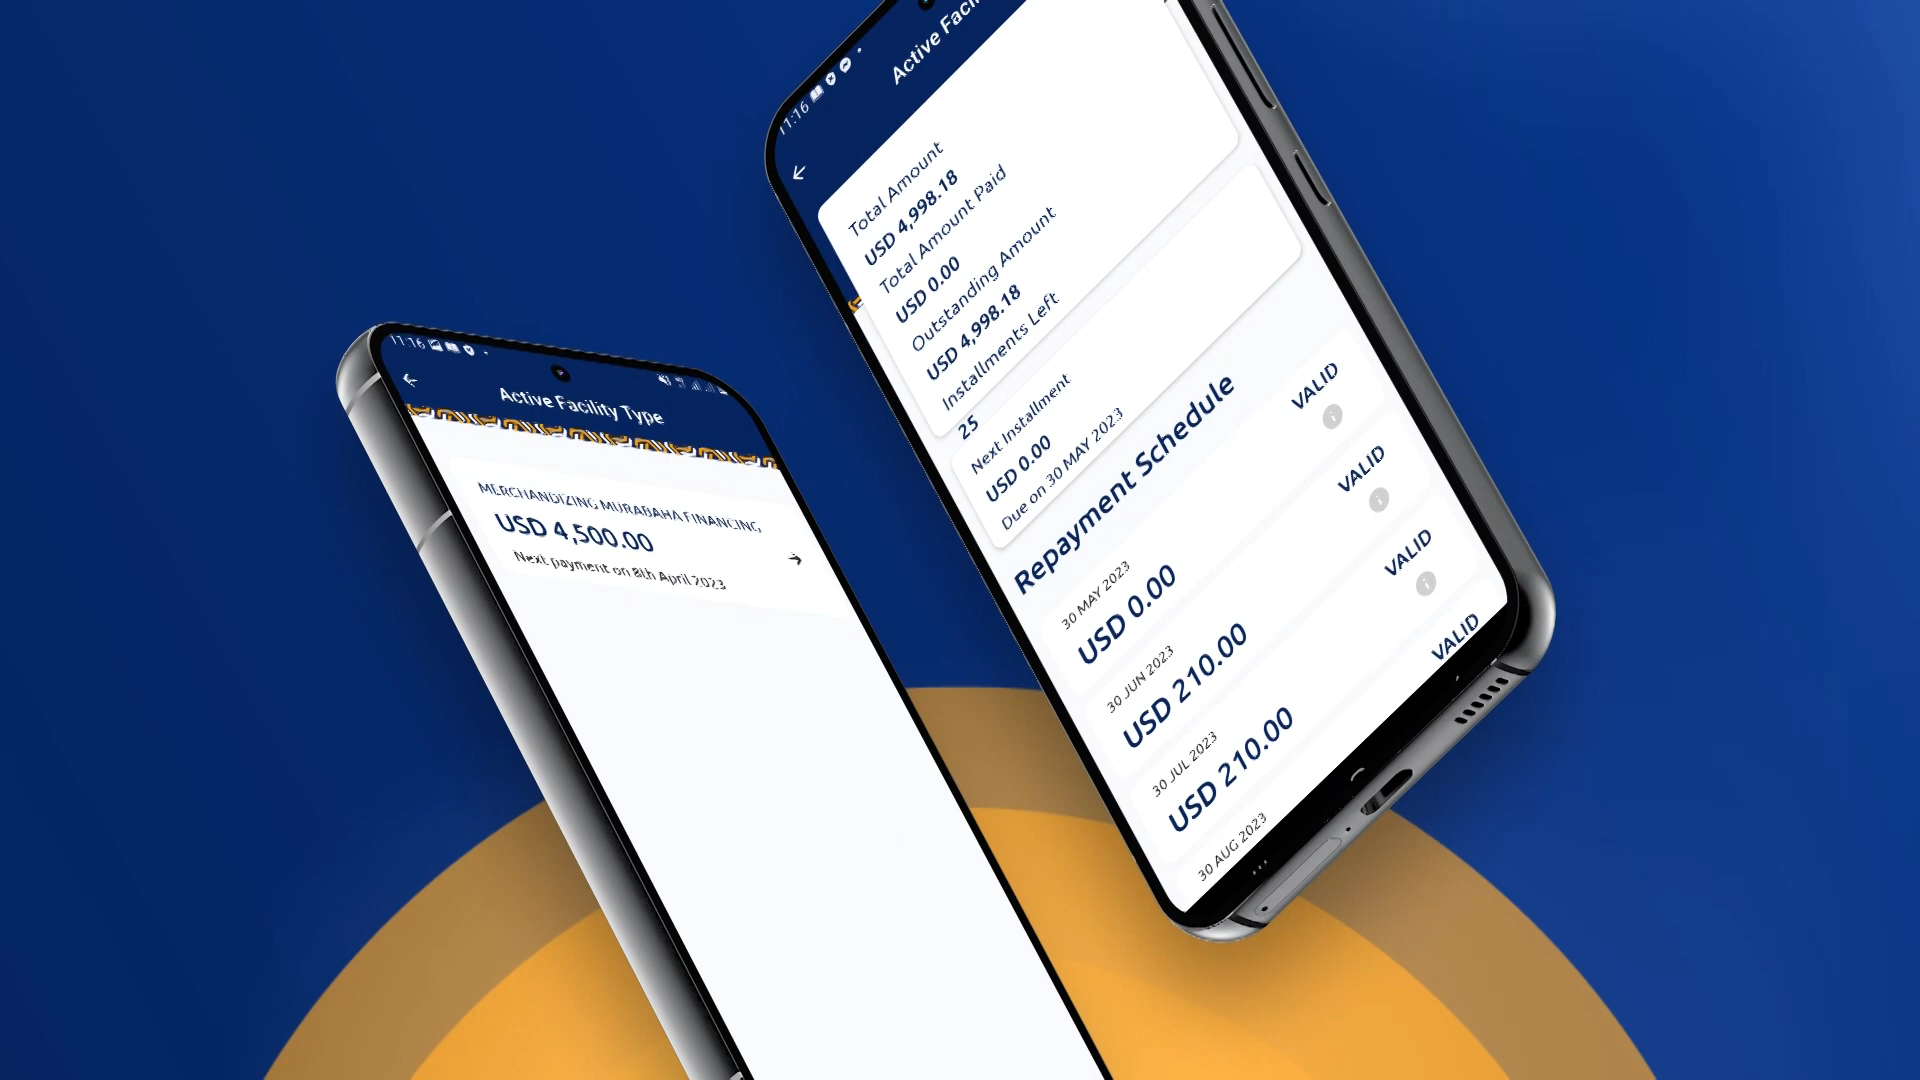 11:16
Active Facility Type
MERCHANDIZING MURABAHA FINANCING
USD 4,500.00
Next payment on 8th April 2023
11:16
Total Amount
USD 4,998.18
Total Amount Paid
USD 0.00
Outstanding Amount
USD 4,998.18
Installments Left
25
Next Installment
USD 0.00
Due on 30 MAY 2023
Repayment Schedule
30 MAY 2023
USD 0.00
VALID
30 JUN 2023
USD 210.00
VALID
30 JUL 2023
USD 210.00
VALID
30 AUG 2023
VALID